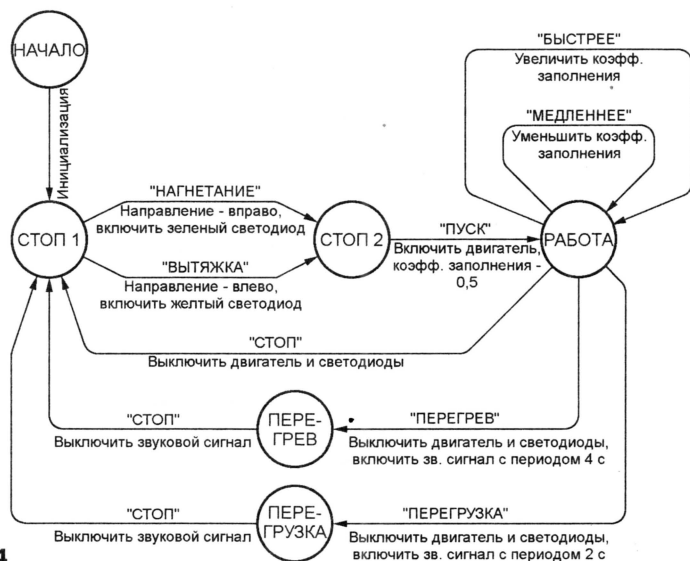 НАЧАЛО
Инициализация
"БЫСТРЕЕ"
Увеличить коэфф.
заполнения
"МЕДЛЕННЕЕ"
Уменьшить коэфф.
заполнения
СТОП 1
"НАГНЕТАНИЕ"
Направление - вправо,
включить зеленый светодиод
"ВЫТЯЖКА"
Направление - влево,
включить желтый светодиод
СТОП 2
"ПУСК"
Включить двигатель,
коэфф. заполнения -
0,5
РАБОТА
"СТОП"
Выключить двигатель и светодиоды
"СТОП"
Выключить звуковой сигнал
ПЕРЕ-
ГРЕВ
"ПЕРЕГРЕВ"
Выключить двигатель и светодиоды,
включить зв. сигнал с периодом 4 с
"СТОП"
Выключить звуковой сигнал
ПЕРЕ-
ГРУЗКА
"ПЕРЕГРУЗКА"
Выключить двигатель и светодиоды,
включить зв. сигнал с периодом 2 с
1